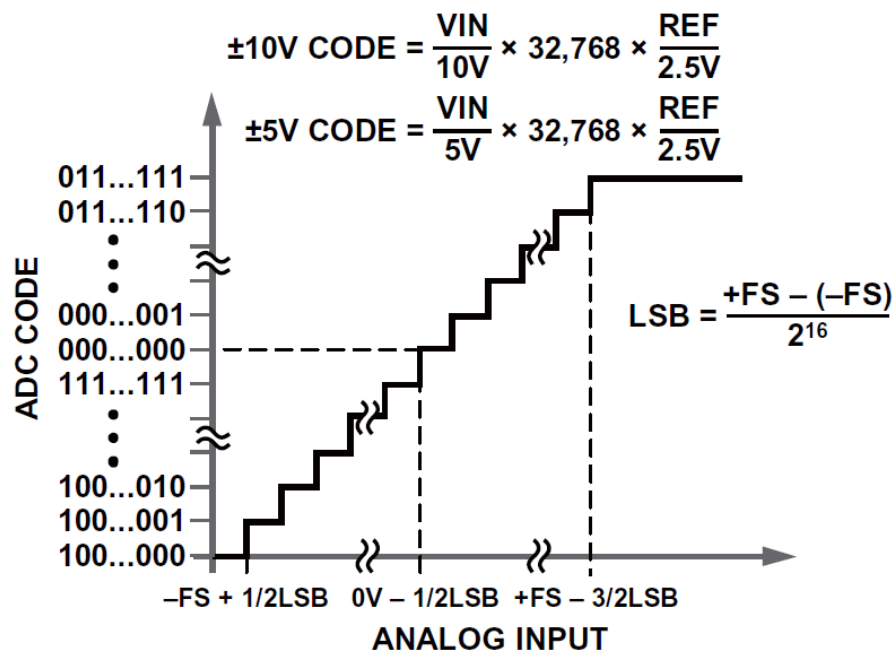 ±10V CODE = VIN/10V × 32,768 × REF/2.5V
±5V CODE = VIN/5V × 32,768 × REF/2.5V
011...111
011...110
000...001
000...000
111...111
100...010
100...001
100...000
ADC CODE
LSB = +FS – (–FS)/2¹⁶
–FS + 1/2LSB 0V – 1/2LSB +FS – 3/2LSB
ANALOG INPUT